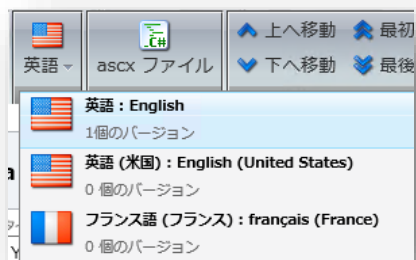 C#
上へ移動 最初
英語 ascx ファイル 下へ移動 最後
英語 : English
1個のバージョン
英語 (米国) : English (United States)
0 個のバージョン
フランス語 (フランス) : français (France)
0 個のバージョン